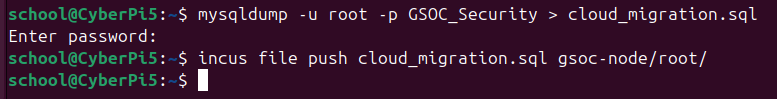 school@CyberPi5:~$ mysqldump -u root -p GSOC_Security > cloud_migration.sql
Enter password:
school@CyberPi5:~$ incus file push cloud_migration.sql gsoc-node/root/
school@CyberPi5:~$